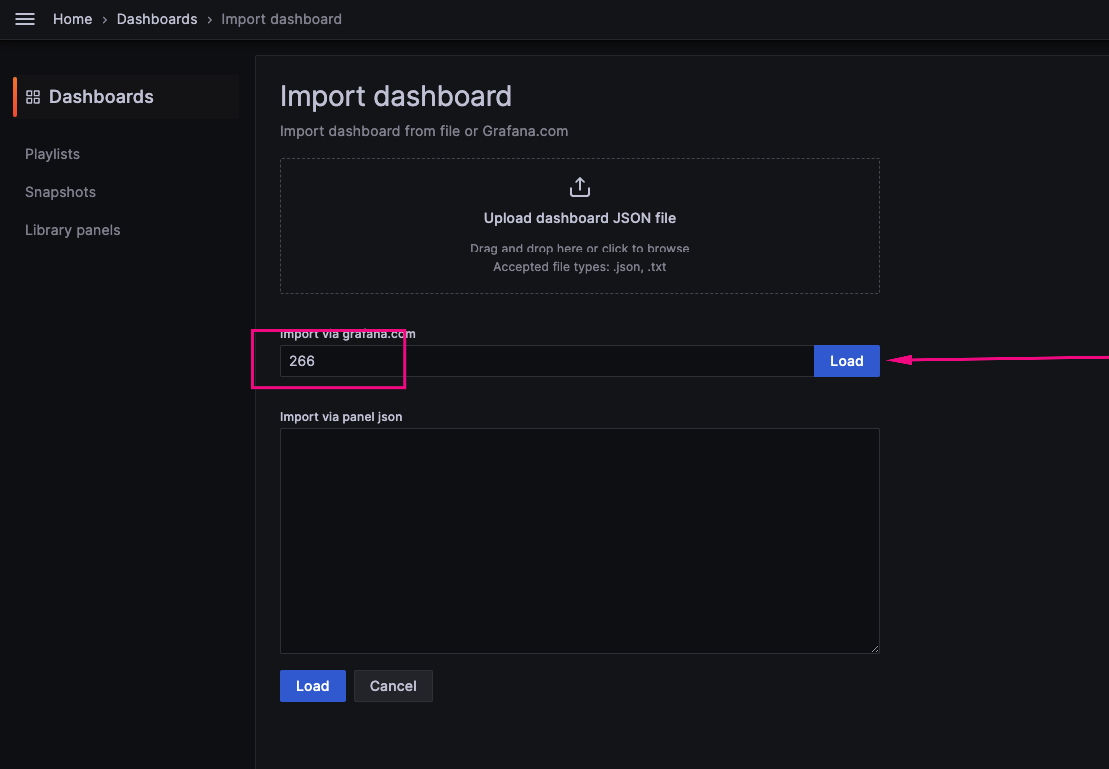 Home › Dashboards › Import dashboard
Dashboards
Playlists
Snapshots
Library panels
Import dashboard
Import dashboard from file or Grafana.com
Upload dashboard JSON file
Drag and drop here or click to browse
Accepted file types: .json, .txt
Import via grafana.com
266
Load
Import via panel json
Load
Cancel